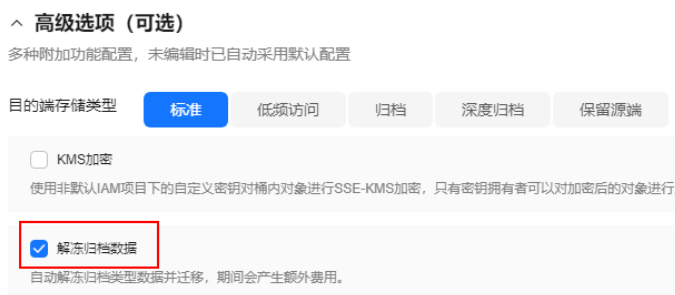 高级选项（可选）
多种附加功能配置，未编辑时已自动采用默认配置
目的端存储类型 标准 低频访问 归档 深度归档 保留源端
KMS加密
使用非默认IAM项目下的自定义密钥对桶内对象进行SSE-KMS加密，只有密钥拥有者可以对加密后的对象进行
解冻归档数据
自动解冻归档类型数据并迁移，期间会产生额外费用。